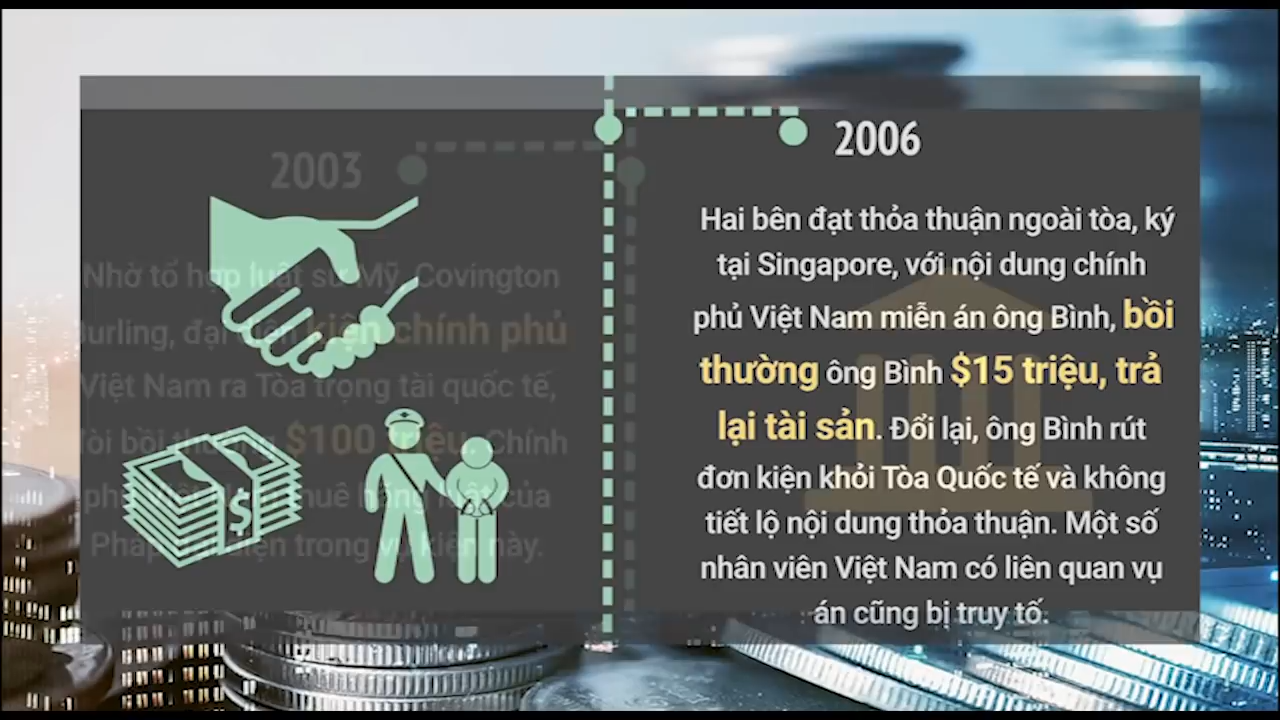 2003
Nhờ tổ hợp luật sư Mỹ, Covington
Burling, đại diện kiện chính phủ
Việt Nam ra Tòa trọng tài quốc tế,
đòi bồi thường $100 triệu. Chính
của
Pháp đại diện trong vụ kiện này.
2006
Hai bên đạt thỏa thuận ngoài tòa, ký
tại Singapore, với nội dung chính
phủ Việt Nam miễn án ông Bình, bồi
thường ông Bình $15 triệu, trả
lại tài sản. Đổi lại, ông Bình rút
đơn kiện khỏi Tòa Quốc tế và không
tiết lộ nội dung thỏa thuận. Một số
nhân viên Việt Nam có liên quan vụ
án cũng bị truy tố.
$